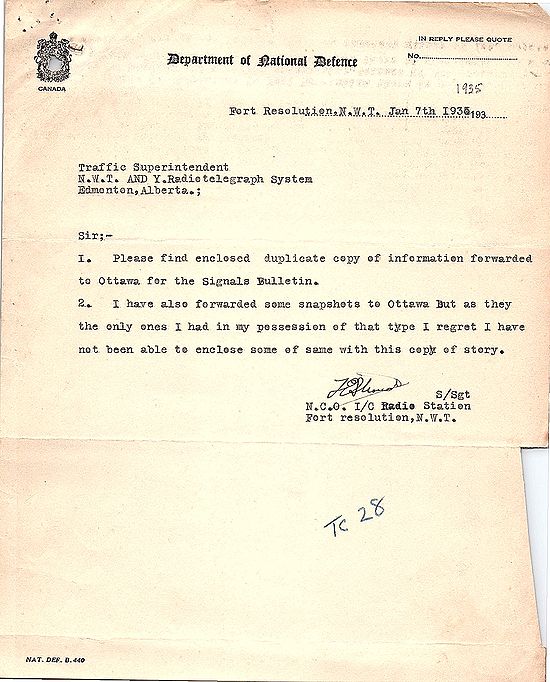 IN REPLY PLEASE QUOTE
No.
Department of National Defence
CANADA
1935
Fort Resolution.N.W.T. Jan 7th 1935 193
Traffic Superintendent
N.W.T. AND Y.Radiotelegraph System
Edmonton,Alberta.;
Sir;-
I. Please find enclosed duplicate copy of information forwarded
to Ottawa for the Signals Bulletin.
2. I have also forwarded some snapshots to Ottawa But as they
the only ones I had in my possession of that type I regret I have
not been able to enclose some of same with this copy of story.
S/Sgt
N.C.O. I/C Radio Station
Fort resolution,N.W.T.
TC 28
NAT. DEF. B.440